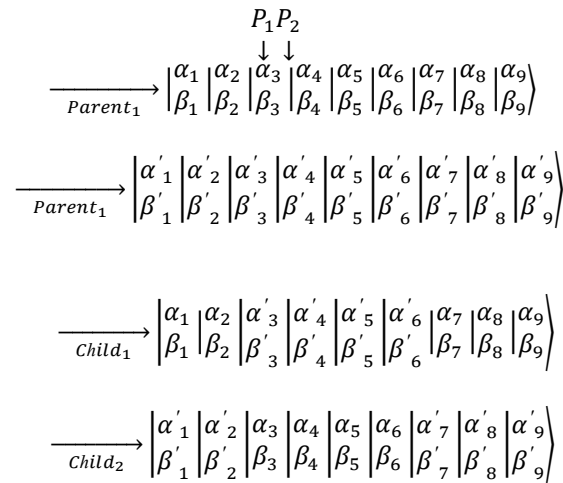 P₁P₂
↓ ↓
→ Parent₁ |α₁ β₁|α₂ β₂|α₃ β₃|α₄ β₄|α₅ β₅|α₆ β₆|α₇ β₇|α₈ β₈|α₉ β₉⟩
→ Parent₁ |α'₁ β'₁|α'₂ β'₂|α'₃ β'₃|α'₄ β'₄|α'₅ β'₅|α'₆ β'₆|α'₇ β'₇|α'₈ β'₈|α'₉ β'₉⟩
→ Child₁ |α₁ β₁|α₂ β₂|α'₃ β'₃|α'₄ β'₄|α'₅ β'₅|α'₆ β'₆|α₇ β₇|α₈ β₈|α₉ β₉⟩
→ Child₂ |α'₁ β'₁|α'₂ β'₂|α₃ β₃|α₄ β₄|α₅ β₅|α₆ β₆|α'₇ β'₇|α'₈ β'₈|α'₉ β'₉⟩